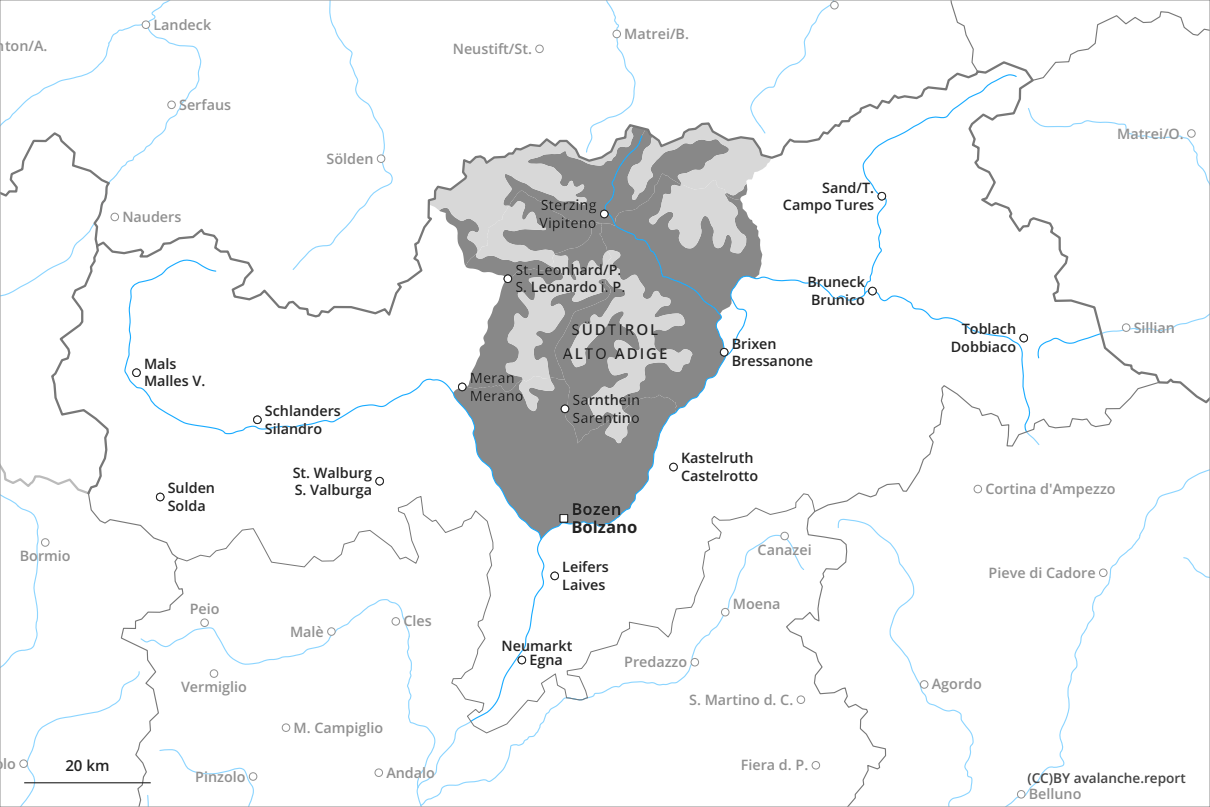 Landeck
nton/A.
Neustift/St.
Matrei/B.
Serfaus
Sölden
Matrei/O.
Nauders
Sand/T.
Campo Tures
Sterzing
Vipiteno
St. Leonhard/P.
S. Leonardo i. P.
Bruneck
Brunico
Toblach
Dobbiaco
Sillian
SÜDTIROL
ALTO ADIGE
Brixen
Bressanone
Mals
Malles V.
Meran
Merano
Schlanders
Silandro
Sarnthein
Sarentino
Kastelruth
Castelrotto
St. Walburg
S. Valburga
Sulden
Solda
Cortina d'Ampezzo
Bozen
Bolzano
Bormio
Canazei
Leifers
Laives
Pieve di Cadore
Peio
Moena
Malè
Cles
Neumarkt
Egna
Predazzo
Vermiglio
Agordo
S. Martino d. C.
M. Campiglio
olo
20 km
Pinzolo
Andalo
Fiera d. P.
(CC)BY avalanche.report
Belluno